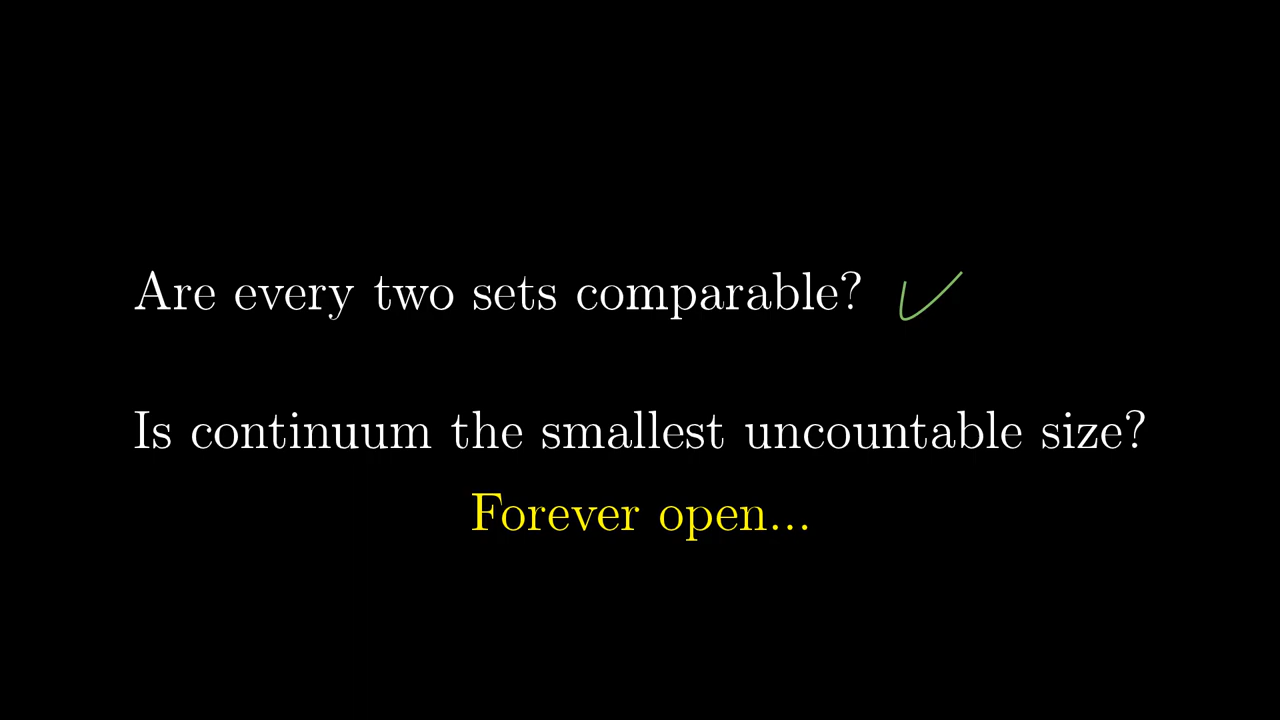 Are every two sets comparable?
Is continuum the smallest uncountable size?
Forever open...